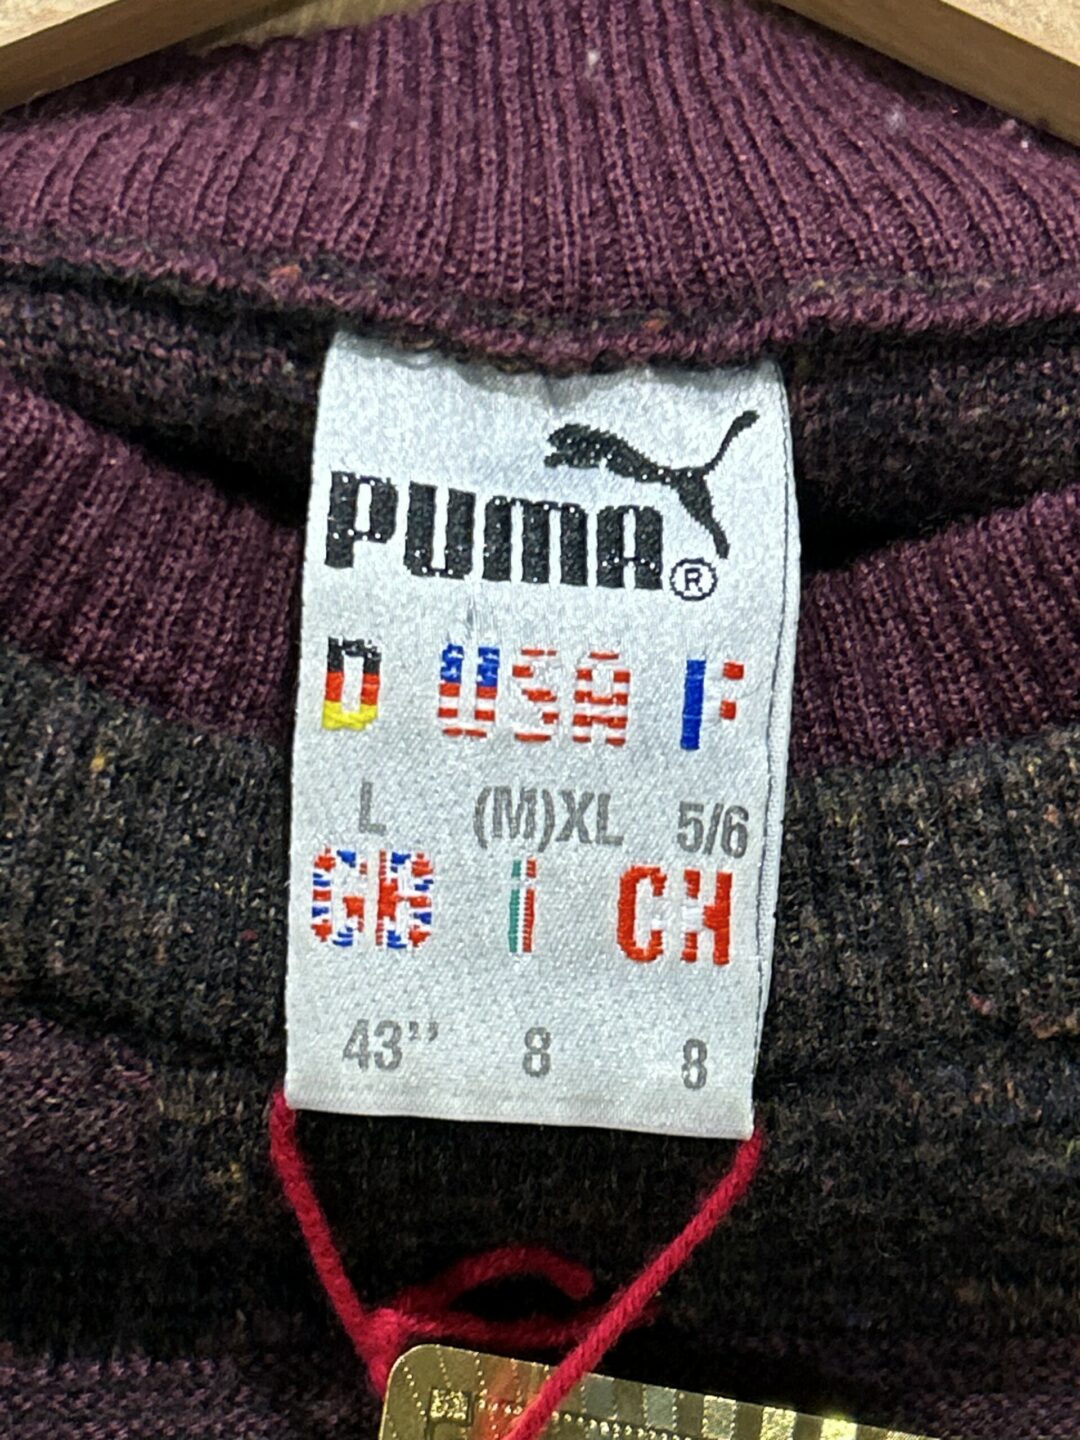 PUMA®
D USA F
L (M)XL 5/6
GB I CH
43" 8 8